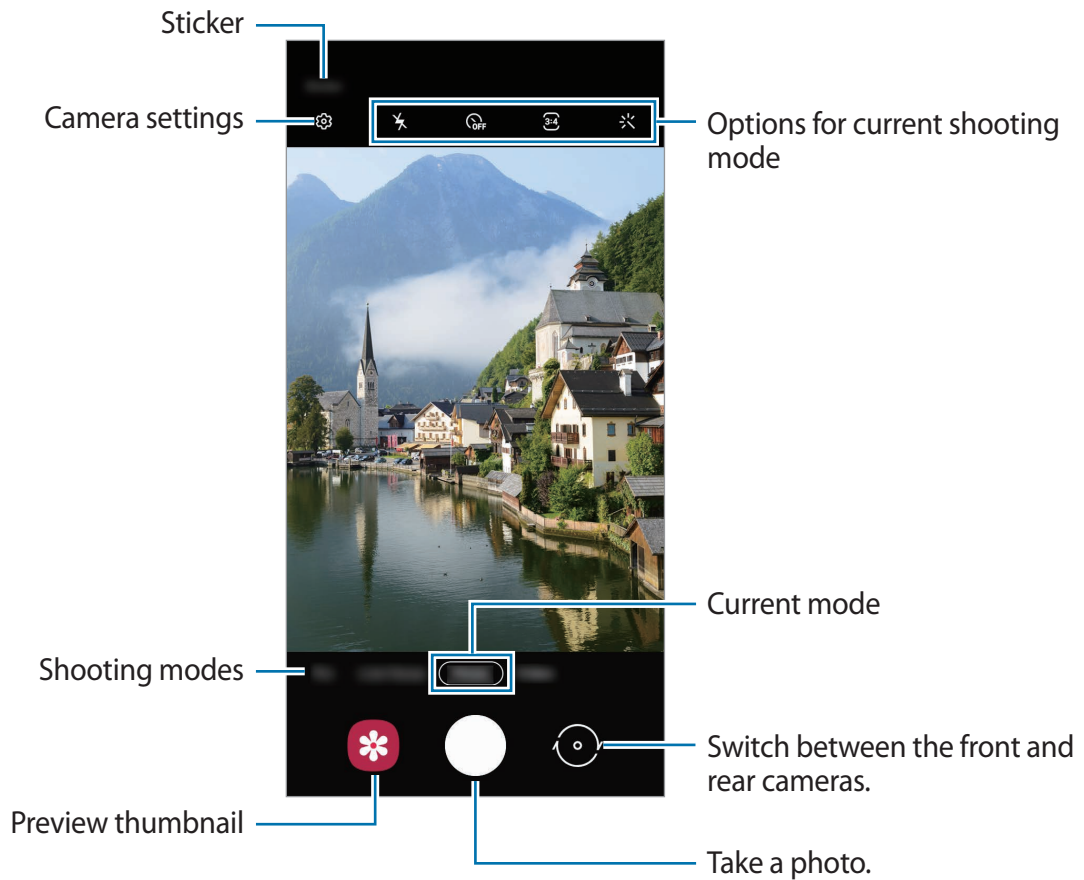 Sticker
Camera settings
OFF
3:4
Options for current shooting
mode
Current mode
Shooting modes
Switch between the front and
rear cameras.
Preview thumbnail
Take a photo.